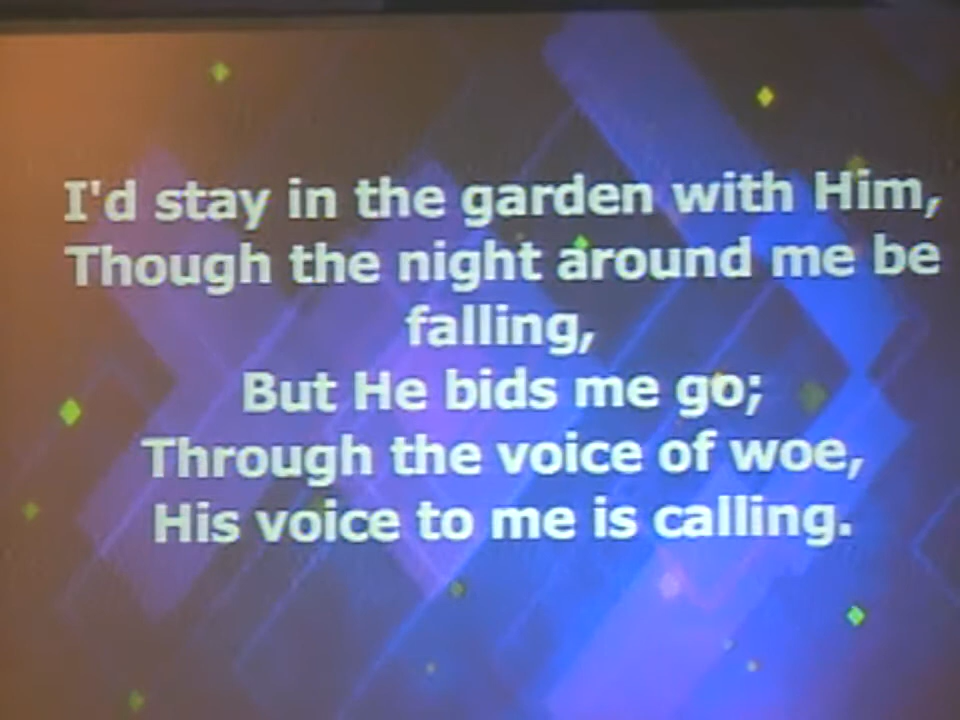 I'd stay in the garden with Him,
Though the night around me be
falling,
But He bids me go;
Through the voice of woe,
His voice to me is calling.